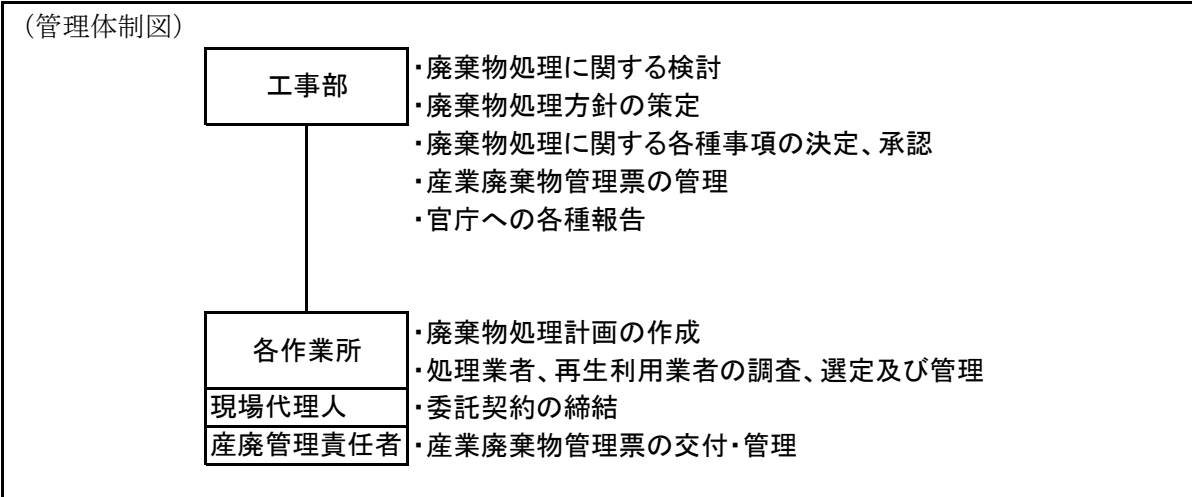 （管理体制図）
工事部
・廃棄物処理に関する検討
・廃棄物処理方針の策定
・廃棄物処理に関する各種事項の決定、承認
・産業廃棄物管理票の管理
・官庁への各種報告
各作業所
・廃棄物処理計画の作成
・処理業者、再生利用業者の調査、選定及び管理
現場代理人
・委託契約の締結
産廃管理責任者
・産業廃棄物管理票の交付・管理